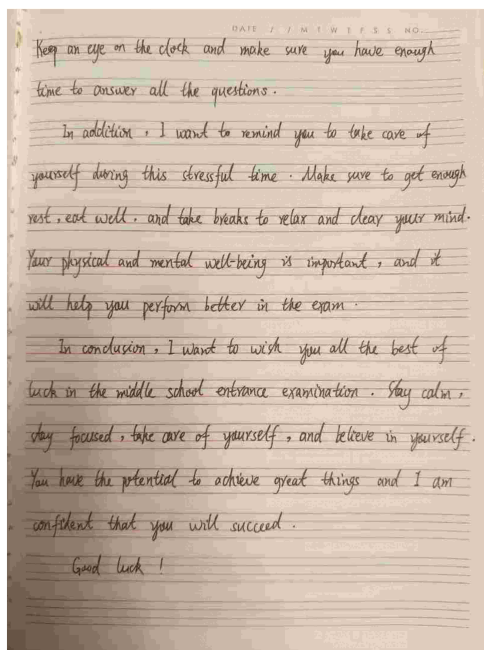 DATE / / M T W T F S S NO.
Keep an eye on the clock and make sure you have enough
time to answer all the questions.
In addition, I want to remind you to take care of
yourself during this stressful time. Make sure to get enough
rest, eat well. and take breaks to relax and clear your mind.
Your physical and mental well-being is important, and it
will help you perform better in the exam.
In conclusion, I want to wish you all the best of
luck in the middle school entrance examination. Stay calm,
stay focused, take care of yourself, and believe in yourself.
You have the potential to achieve great things and I am
confident that you will succeed.
Good luck !